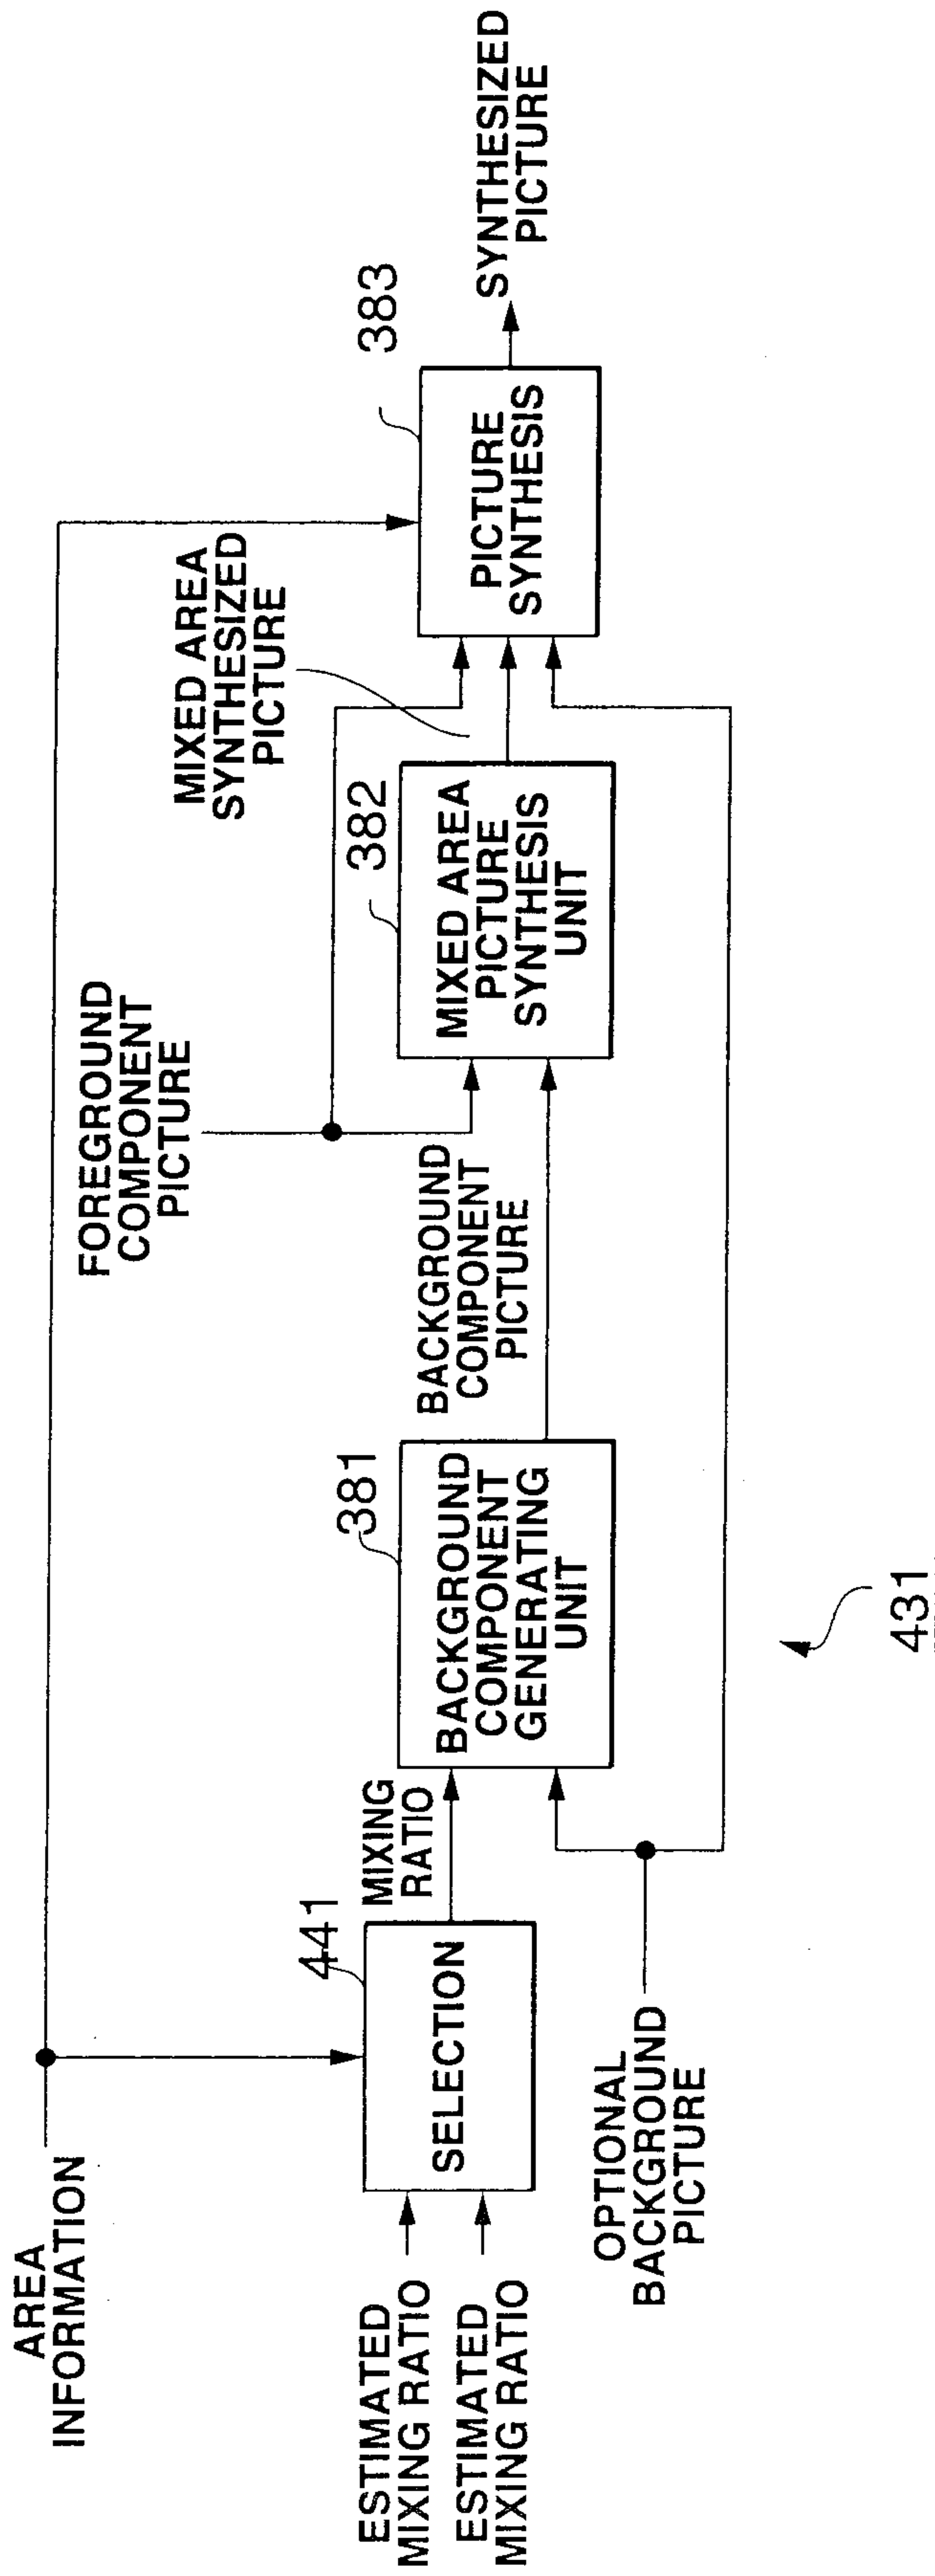 AREA
INFORMATION
ESTIMATED
MIXING RATIO
ESTIMATED
MIXING RATIO
441
SELECTION
MIXING
RATIO
OPTIONAL
BACKGROUND
PICTURE
381
BACKGROUND
COMPONENT
GENERATING
UNIT
BACKGROUND
COMPONENT
PICTURE
FOREGROUND
COMPONENT
PICTURE
382
MIXED AREA
PICTURE
SYNTHESIS
UNIT
MIXED AREA
SYNTHESIZED
PICTURE
383
PICTURE
SYNTHESIS
SYNTHESIZED
PICTURE
431